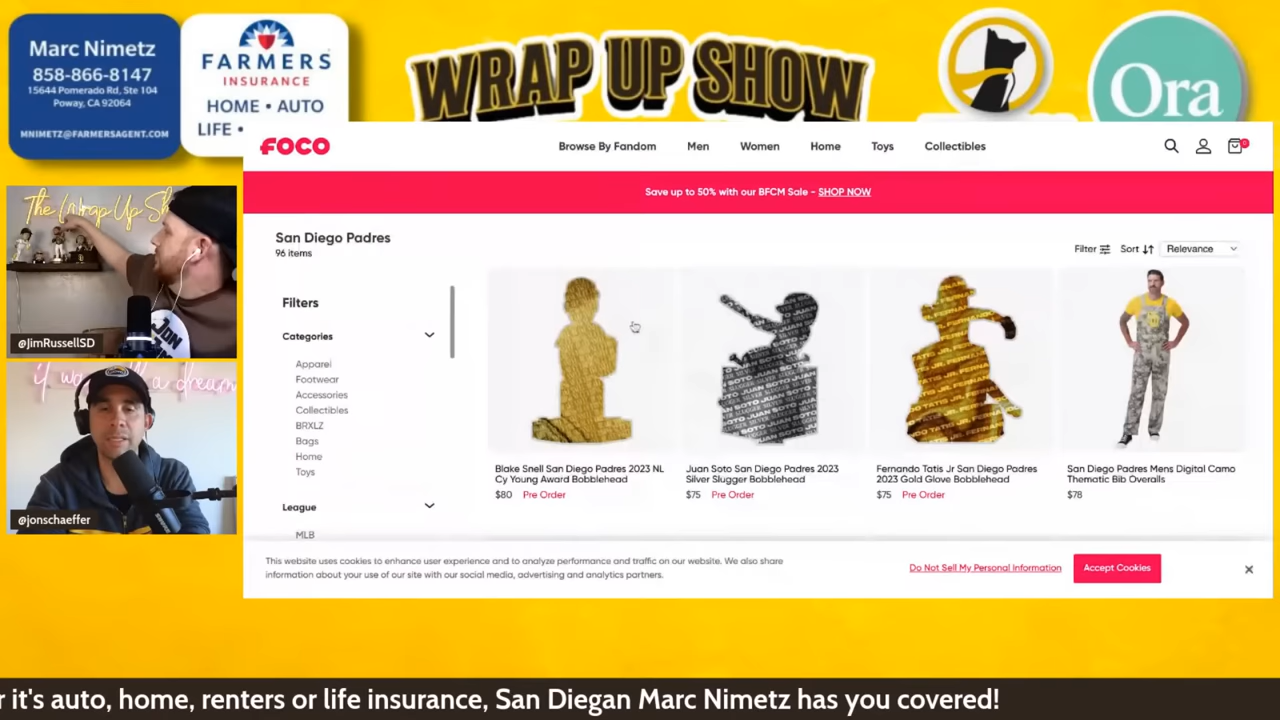 Marc Nimetz
858-866-8147
15644 Pomerado Rd, Ste 104
Poway, CA 92064
MNIMETZ@FARMERSAGENT.COM
FARMERS
INSURANCE
HOME • AUTO
LIFE •
WRAP UP SHOW
Ora
FOCO
Browse By Fandom
Men
Women
Home
Toys
Collectibles
0
Save up to 50% with our BFCM Sale - SHOP NOW
San Diego Padres
96 items
Filter
Sort
Relevance
Filters
Categories
Apparel
Footwear
Accessories
Collectibles
BRXLZ
Bags
Home
Toys
League
MLB
Blake Snell San Diego Padres 2023 NL
Cy Young Award Bobblehead
$80 Pre Order
Juan Soto San Diego Padres 2023
Silver Slugger Bobblehead
$75 Pre Order
Fernando Tatis Jr San Diego Padres
2023 Gold Glove Bobblehead
$75 Pre Order
San Diego Padres Mens Digital Camo
Thematic Bib Overalls
$78
This website uses cookies to enhance user experience and to analyze performance and traffic on our website. We also share
information about your use of our site with our social media, advertising and analytics partners.
Do Not Sell My Personal Information
Accept Cookies
The Wrap Up Sh
@JimRussellSD
@jonschaeffer
r it's auto, home, renters or life insurance, San Diegan Marc Nimetz has you covered!